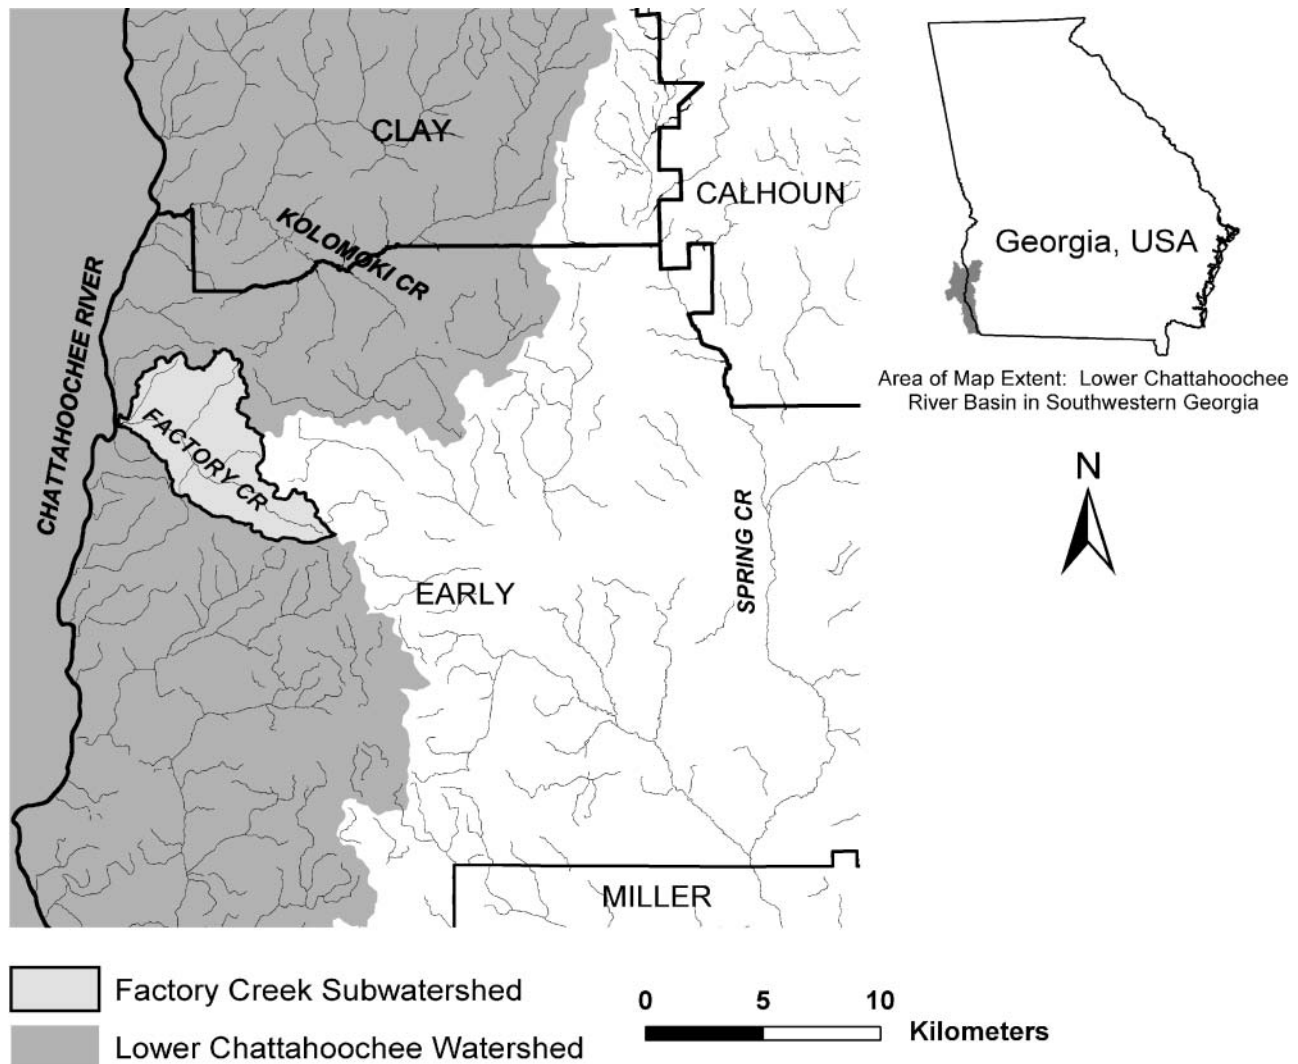 CLAY
CALHOUN
KOLOMOKI CR
CHATTAHOOCHEE RIVER
FACTORY CR
EARLY
SPRING CR
MILLER
Georgia, USA
Area of Map Extent: Lower Chattahoochee
River Basin in Southwestern Georgia
N
Factory Creek Subwatershed
Lower Chattahoochee Watershed
0 5 10
Kilometers